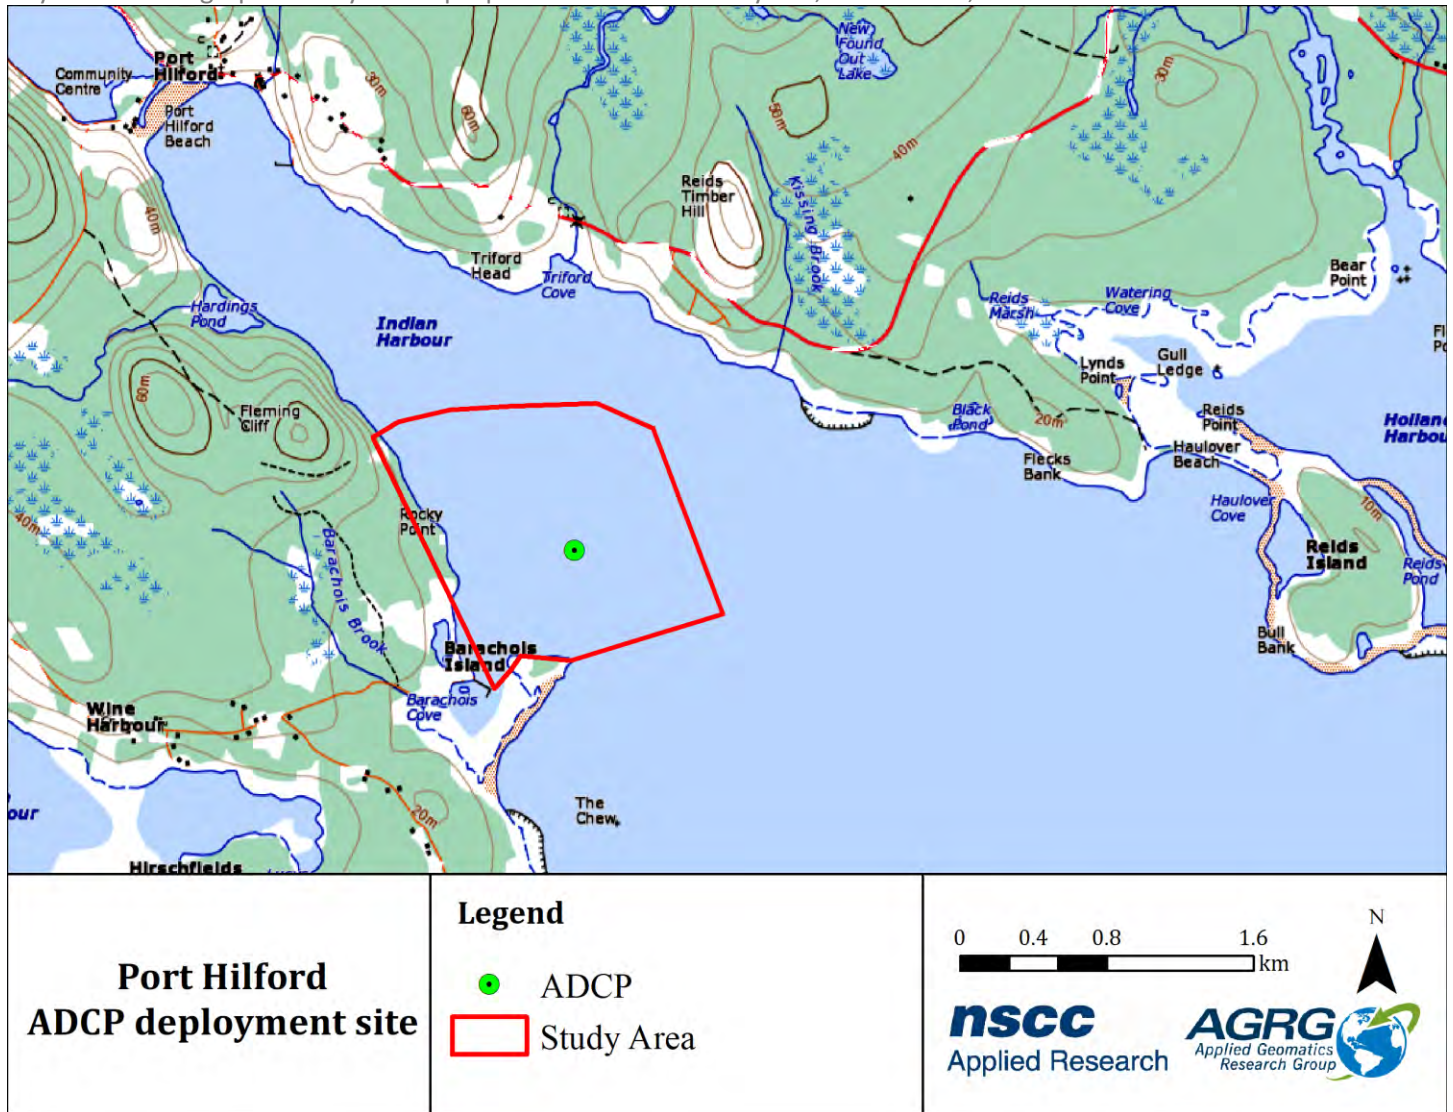 New
Found
Out
Lake
Port
Hilford
Community
Centre
Port
Hilford
Beach
30m
60m
50m
40m
30m
40m
Reids
Timber
Hill
Kissing Brook
Triford
Head
Triford
Cove
Bear
Point
Reids
Marsh
Watering
Cove
Hardings
Pond
Indian
Harbour
Gull
Ledge
Lynds
Point
60m
Fleming
Cliff
Black
Pond
20m
Reids
Point
Holland
Harbou
Flecks
Bank
Haulover
Beach
Haulover
Cove
10m
40m
Rocky
Point
Reids
Island
Reids
Pond
Barachois Brook
Barachois
Island
Bull
Bank
Barachois
Cove
Wine
Harbour
The
Chew
20m
our
Hirschfields
Port Hilford
ADCP deployment site
Legend
ADCP
Study Area
0 0.4 0.8 1.6
km
N
nscc
Applied Research
AGRG
Applied Geomatics
Research Group